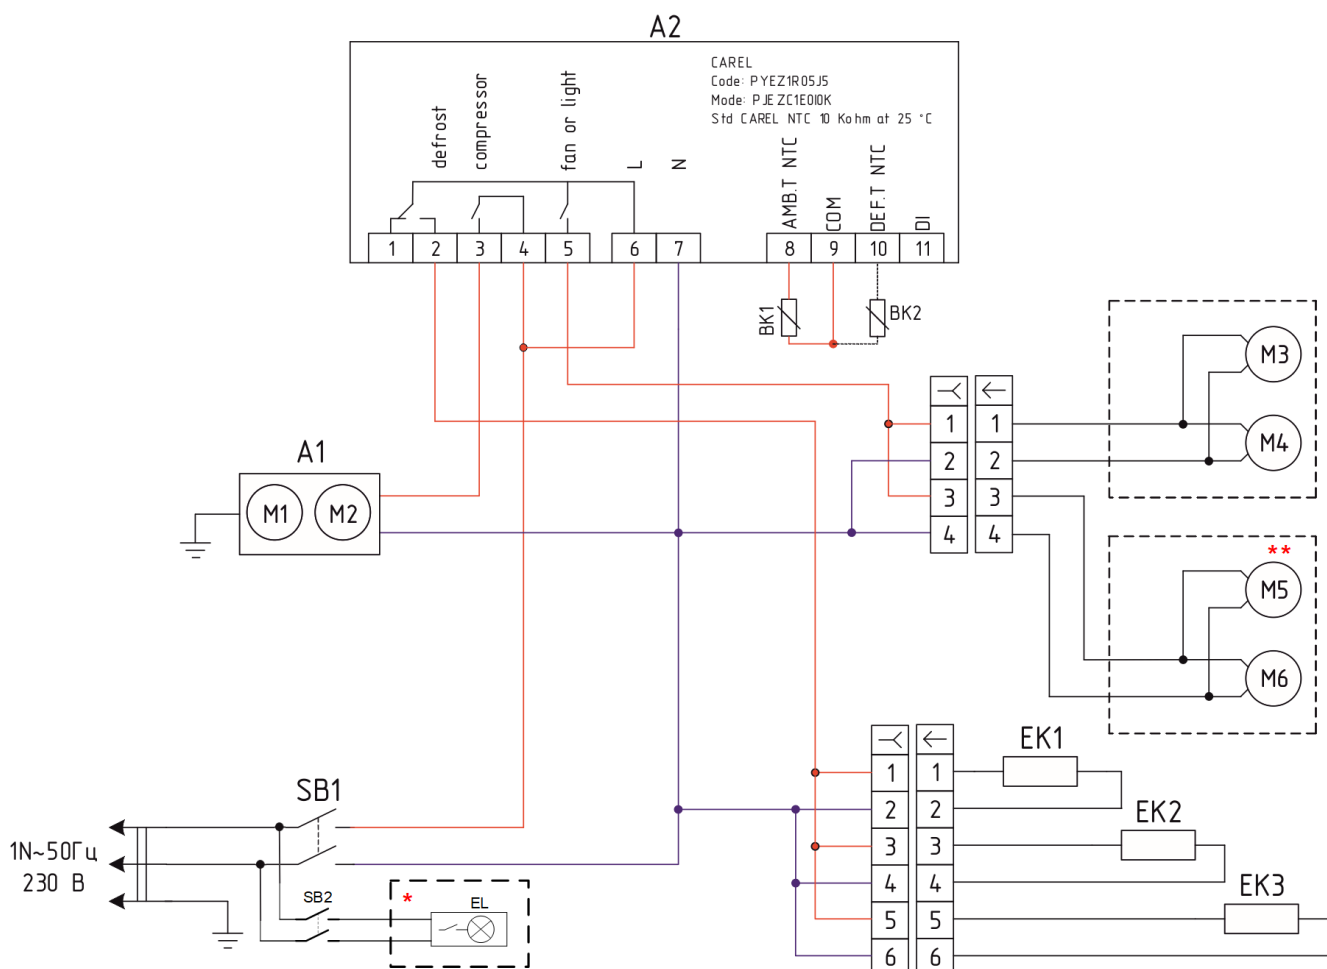 A2
CAREL
Code: PYEZ1R05J5
Mode: PJEZC1E0I0K
Std CAREL NTC 10 Kohm at 25 °C
defrost
compressor
fan or light
L
N
AMB.T NTC
COM
DEF.T NTC
DI
1 2 3 4 5 6 7 8 9 10 11
BK1
BK2
M3
M4
1 1
2 2
3 3
4 4
A1
M1 M2
**
M5
M6
EK1
EK2
EK3
1 1
2 2
3 3
4 4
5 5
6 6
SB1
1N~50Гц
230 В
SB2
*
EL